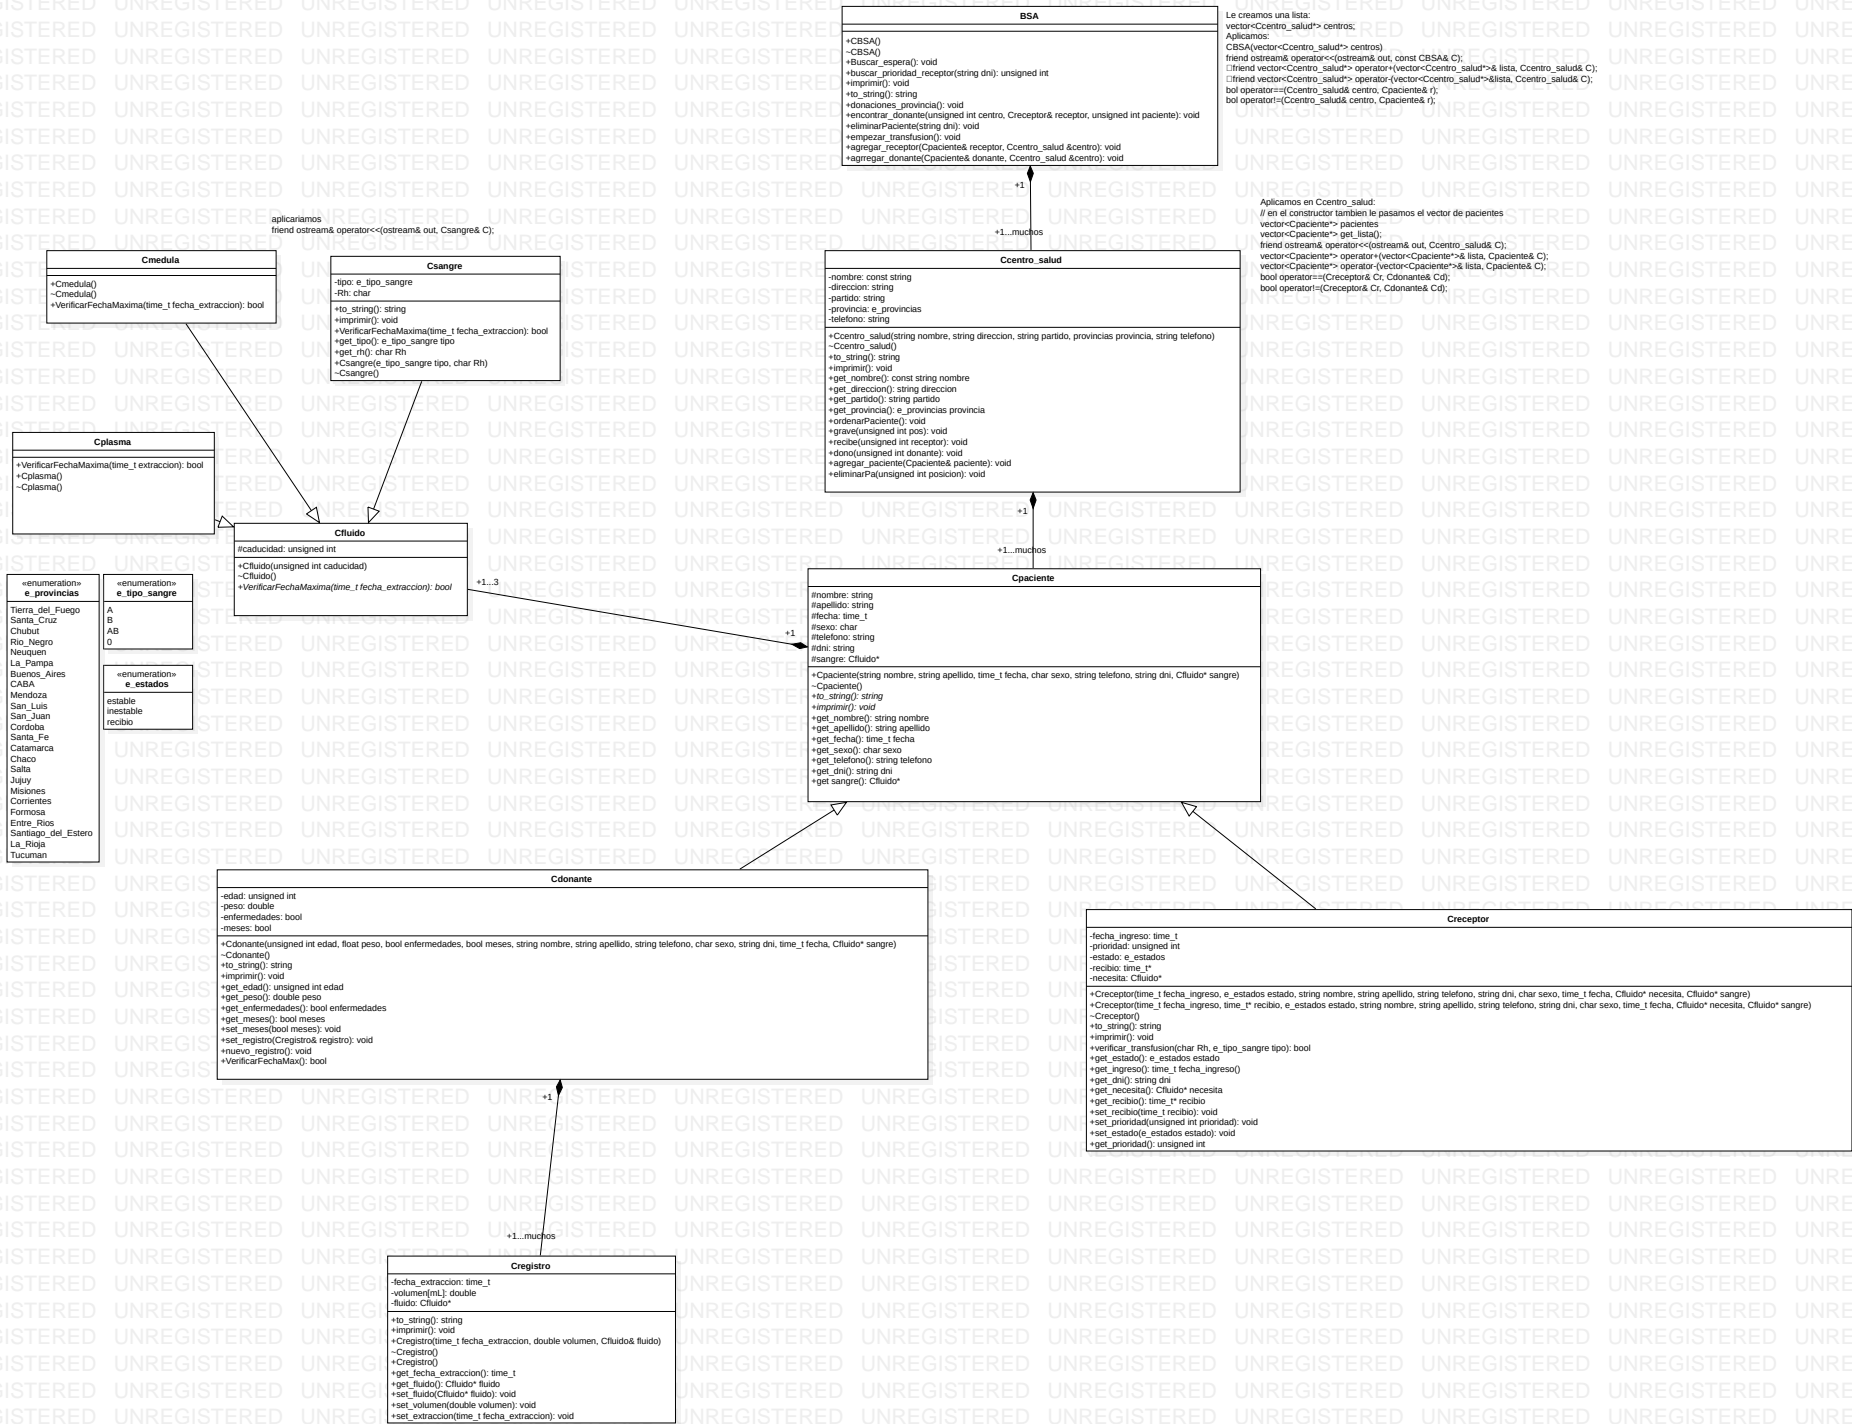 BSA
+CBSA()
~CBSA()
+Buscar_espera(): void
+buscar_prioridad_receptor(string dni): unsigned int
+imprimir(): void
+to_string(): string
+donaciones_provincia(): void
+encontrar_donante(unsigned int centro, Creceptor& receptor, unsigned int paciente): void
+eliminarPaciente(string dni): void
+empezar_transfusion(): void
+agregar_receptor(Cpaciente& receptor, Ccentro_salud &centro): void
+agrregar_donante(Cpaciente& donante, Ccentro_salud &centro): void
Le creamos una lista:
vector<Ccentro_salud*> centros;
Aplicamos:
CBSA(vector<Ccentro_salud*> centros)
friend ostream& operator<<(ostream& out, const CBSA& C);
□friend vector<Ccentro_salud*> operator+(vector<Ccentro_salud*>& lista, Ccentro_salud& C);
□friend vector<Ccentro_salud*> operator-(vector<Ccentro_salud*>&lista, Ccentro_salud& C);
bol operator==(Ccentro_salud& centro, Cpaciente& r);
bol operator!=(Ccentro_salud& centro, Cpaciente& r);
+1
+1...muchos
Aplicamos en Ccentro_salud:
// en el constructor tambien le pasamos el vector de pacientes
vector<Cpaciente*> pacientes
vector<Cpaciente*> get_lista();
friend ostream& operator<<(ostream& out, Ccentro_salud& C);
vector<Cpaciente*> operator+(vector<Cpaciente*>& lista, Cpaciente& C);
vector<Cpaciente*> operator-(vector<Cpaciente*>& lista, Cpaciente& C);
bool operator==(Creceptor& Cr, Cdonante& Cd);
bool operator!=(Creceptor& Cr, Cdonante& Cd);
aplicariamos
friend ostream& operator<<(ostream& out, Csangre& C);
Cmedula
+Cmedula()
~Cmedula()
+VerificarFechaMaxima(time_t fecha_extraccion): bool
Csangre
-tipo: e_tipo_sangre
-Rh: char
+to_string(): string
+imprimir(): void
+VerificarFechaMaxima(time_t fecha_extraccion): bool
+get_tipo(): e_tipo_sangre tipo
+get_rh(): char Rh
+Csangre(e_tipo_sangre tipo, char Rh)
~Csangre()
Ccentro_salud
-nombre: const string
-direccion: string
-partido: string
-provincia: e_provincias
-telefono: string
+Ccentro_salud(string nombre, string direccion, string partido, provincias provincia, string telefono)
~Ccentro_salud()
+to_string(): string
+imprimir(): void
+get_nombre(): const string nombre
+get_direccion(): string direccion
+get_partido(): string partido
+get_provincia(): e_provincias provincia
+ordenarPaciente(): void
+grave(unsigned int pos): void
+recibe(unsigned int receptor): void
+dono(unsigned int donante): void
+agregar_paciente(Cpaciente& paciente): void
+eliminarPa(unsigned int posicion): void
Cplasma
+VerificarFechaMaxima(time_t extraccion): bool
+Cplasma()
~Cplasma()
Cfluido
#caducidad: unsigned int
+Cfluido(unsigned int caducidad)
~Cfluido()
+VerificarFechaMaxima(time_t fecha_extraccion): bool
+1...3
+1
+1
+1...muchos
«enumeration»
e_provincias
Tierra_del_Fuego
Santa_Cruz
Chubut
Rio_Negro
Neuquen
La_Pampa
Buenos_Aires
CABA
Mendoza
San_Luis
San_Juan
Cordoba
Santa_Fe
Catamarca
Chaco
Salta
Jujuy
Misiones
Corrientes
Formosa
Entre_Rios
Santiago_del_Estero
La_Rioja
Tucuman
«enumeration»
e_tipo_sangre
A
B
AB
0
«enumeration»
e_estados
estable
inestable
recibio
Cpaciente
#nombre: string
#apellido: string
#fecha: time_t
#sexo: char
#telefono: string
#dni: string
#sangre: Cfluido*
+Cpaciente(string nombre, string apellido, time_t fecha, char sexo, string telefono, string dni, Cfluido* sangre)
~Cpaciente()
+to_string(): string
+imprimir(): void
+get_nombre(): string nombre
+get_apellido(): string apellido
+get_fecha(): time_t fecha
+get_sexo(): char sexo
+get_telefono(): string telefono
+get_dni(): string dni
+get sangre(): Cfluido*
Cdonante
-edad: unsigned int
-peso: double
-enfermedades: bool
-meses: bool
+Cdonante(unsigned int edad, float peso, bool enfermedades, bool meses, string nombre, string apellido, string telefono, char sexo, string dni, time_t fecha, Cfluido* sangre)
~Cdonante()
+to_string(): string
+imprimir(): void
+get_edad(): unsigned int edad
+get_peso(): double peso
+get_enfermedades(): bool enfermedades
+get_meses(): bool meses
+set_meses(bool meses): void
+set_registro(Cregistro& registro): void
+nuevo_registro(): void
+VerificarFechaMax(): bool
Creceptor
-fecha_ingreso: time_t
-prioridad: unsigned int
-estado: e_estados
-recibio: time_t*
-necesita: Cfluido*
+Creceptor(time_t fecha_ingreso, e_estados estado, string nombre, string apellido, string telefono, string dni, char sexo, time_t fecha, Cfluido* necesita, Cfluido* sangre)
+Creceptor(time_t fecha_ingreso, time_t* recibio, e_estados estado, string nombre, string apellido, string telefono, string dni, char sexo, time_t fecha, Cfluido* necesita, Cfluido* sangre)
~Creceptor()
+to_string(): string
+imprimir(): void
+verificar_transfusion(char Rh, e_tipo_sangre tipo): bool
+get_estado(): e_estados estado
+get_ingreso(): time_t fecha_ingreso()
+get_dni(): string dni
+get_necesita(): Cfluido* necesita
+get_recibio(): time_t* recibio
+set_recibio(time_t recibio): void
+set_prioridad(unsigned int prioridad): void
+set_estado(e_estados estado): void
+get_prioridad(): unsigned int
+1
+1...muchos
Cregistro
-fecha_extraccion: time_t
-volumen[mL]: double
-fluido: Cfluido*
+to_string(): string
+imprimir(): void
+Cregistro(time_t fecha_extraccion, double volumen, Cfluido& fluido)
~Cregistro()
+Cregistro()
+get_fecha_extraccion(): time_t
+get_fluido(): Cfluido* fluido
+set_fluido(Cfluido* fluido): void
+set_volumen(double volumen): void
+set_extraccion(time_t fecha_extraccion): void